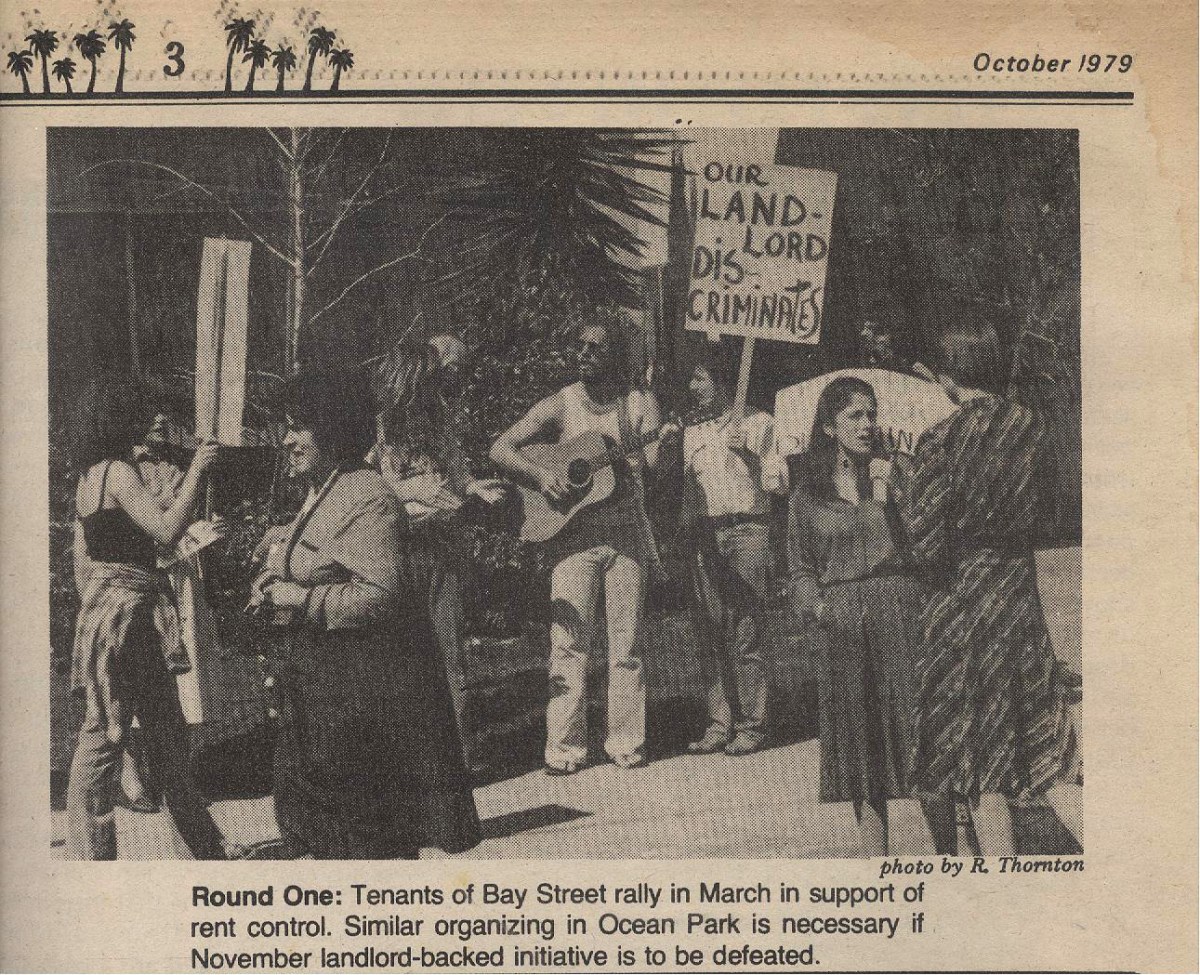 3
October 1979
OUR
LAND-
LORD
DIS-
CRIMINATES
photo by R. Thornton
Round One: Tenants of Bay Street rally in March in support of
rent control. Similar organizing in Ocean Park is necessary if
November landlord-backed initiative is to be defeated.